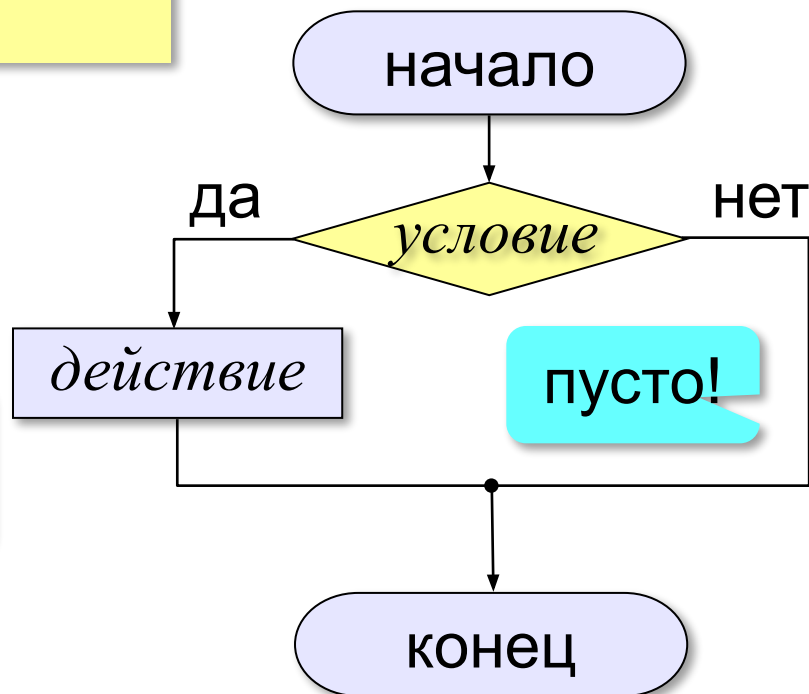 начало
да
нет
условие
действие
пусто!
конец